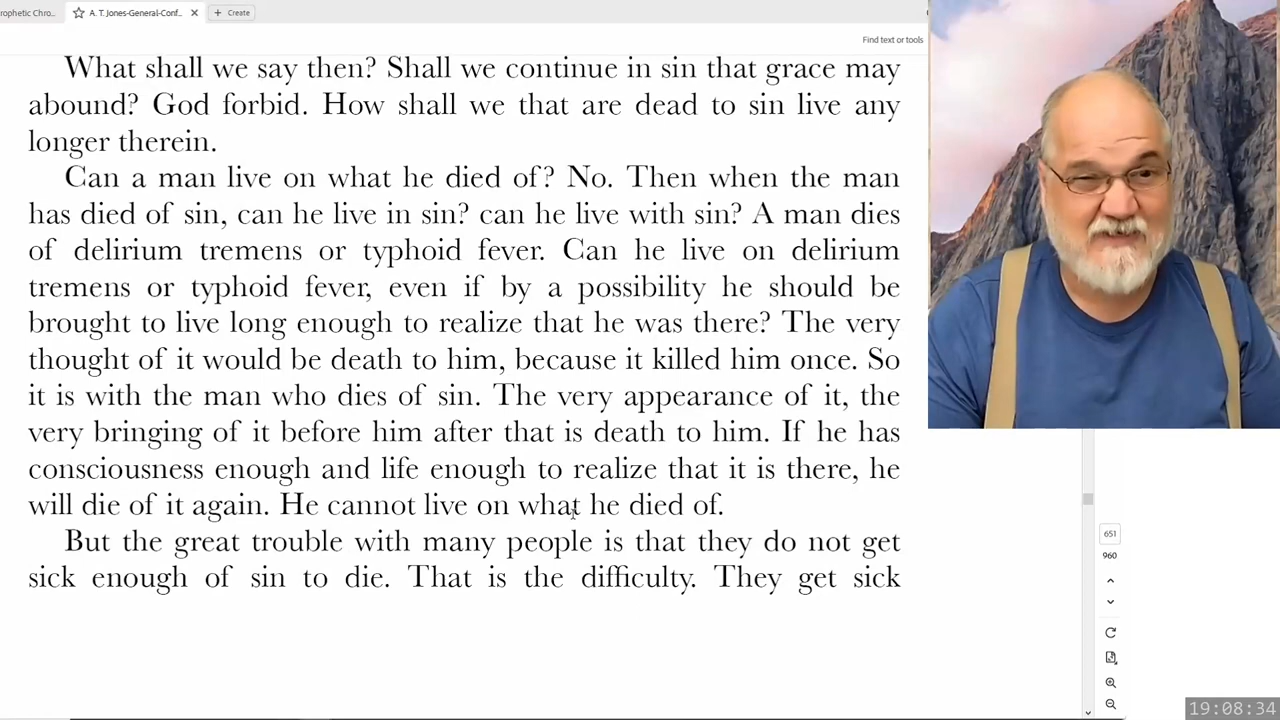 rophetic Chro...
A. T. Jones-General-Conf...
+ Create
Find text or tools
What shall we say then? Shall we continue in sin that grace may
abound? God forbid. How shall we that are dead to sin live any
longer therein.
Can a man live on what he died of? No. Then when the man
has died of sin, can he live in sin? can he live with sin? A man dies
of delirium tremens or typhoid fever. Can he live on delirium
tremens or typhoid fever, even if by a possibility he should be
brought to live long enough to realize that he was there? The very
thought of it would be death to him, because it killed him once. So
it is with the man who dies of sin. The very appearance of it, the
very bringing of it before him after that is death to him. If he has
consciousness enough and life enough to realize that it is there, he
will die of it again. He cannot live on what he died of.
But the great trouble with many people is that they do not get
sick enough of sin to die. That is the difficulty. They get sick
651
960
19:08:34